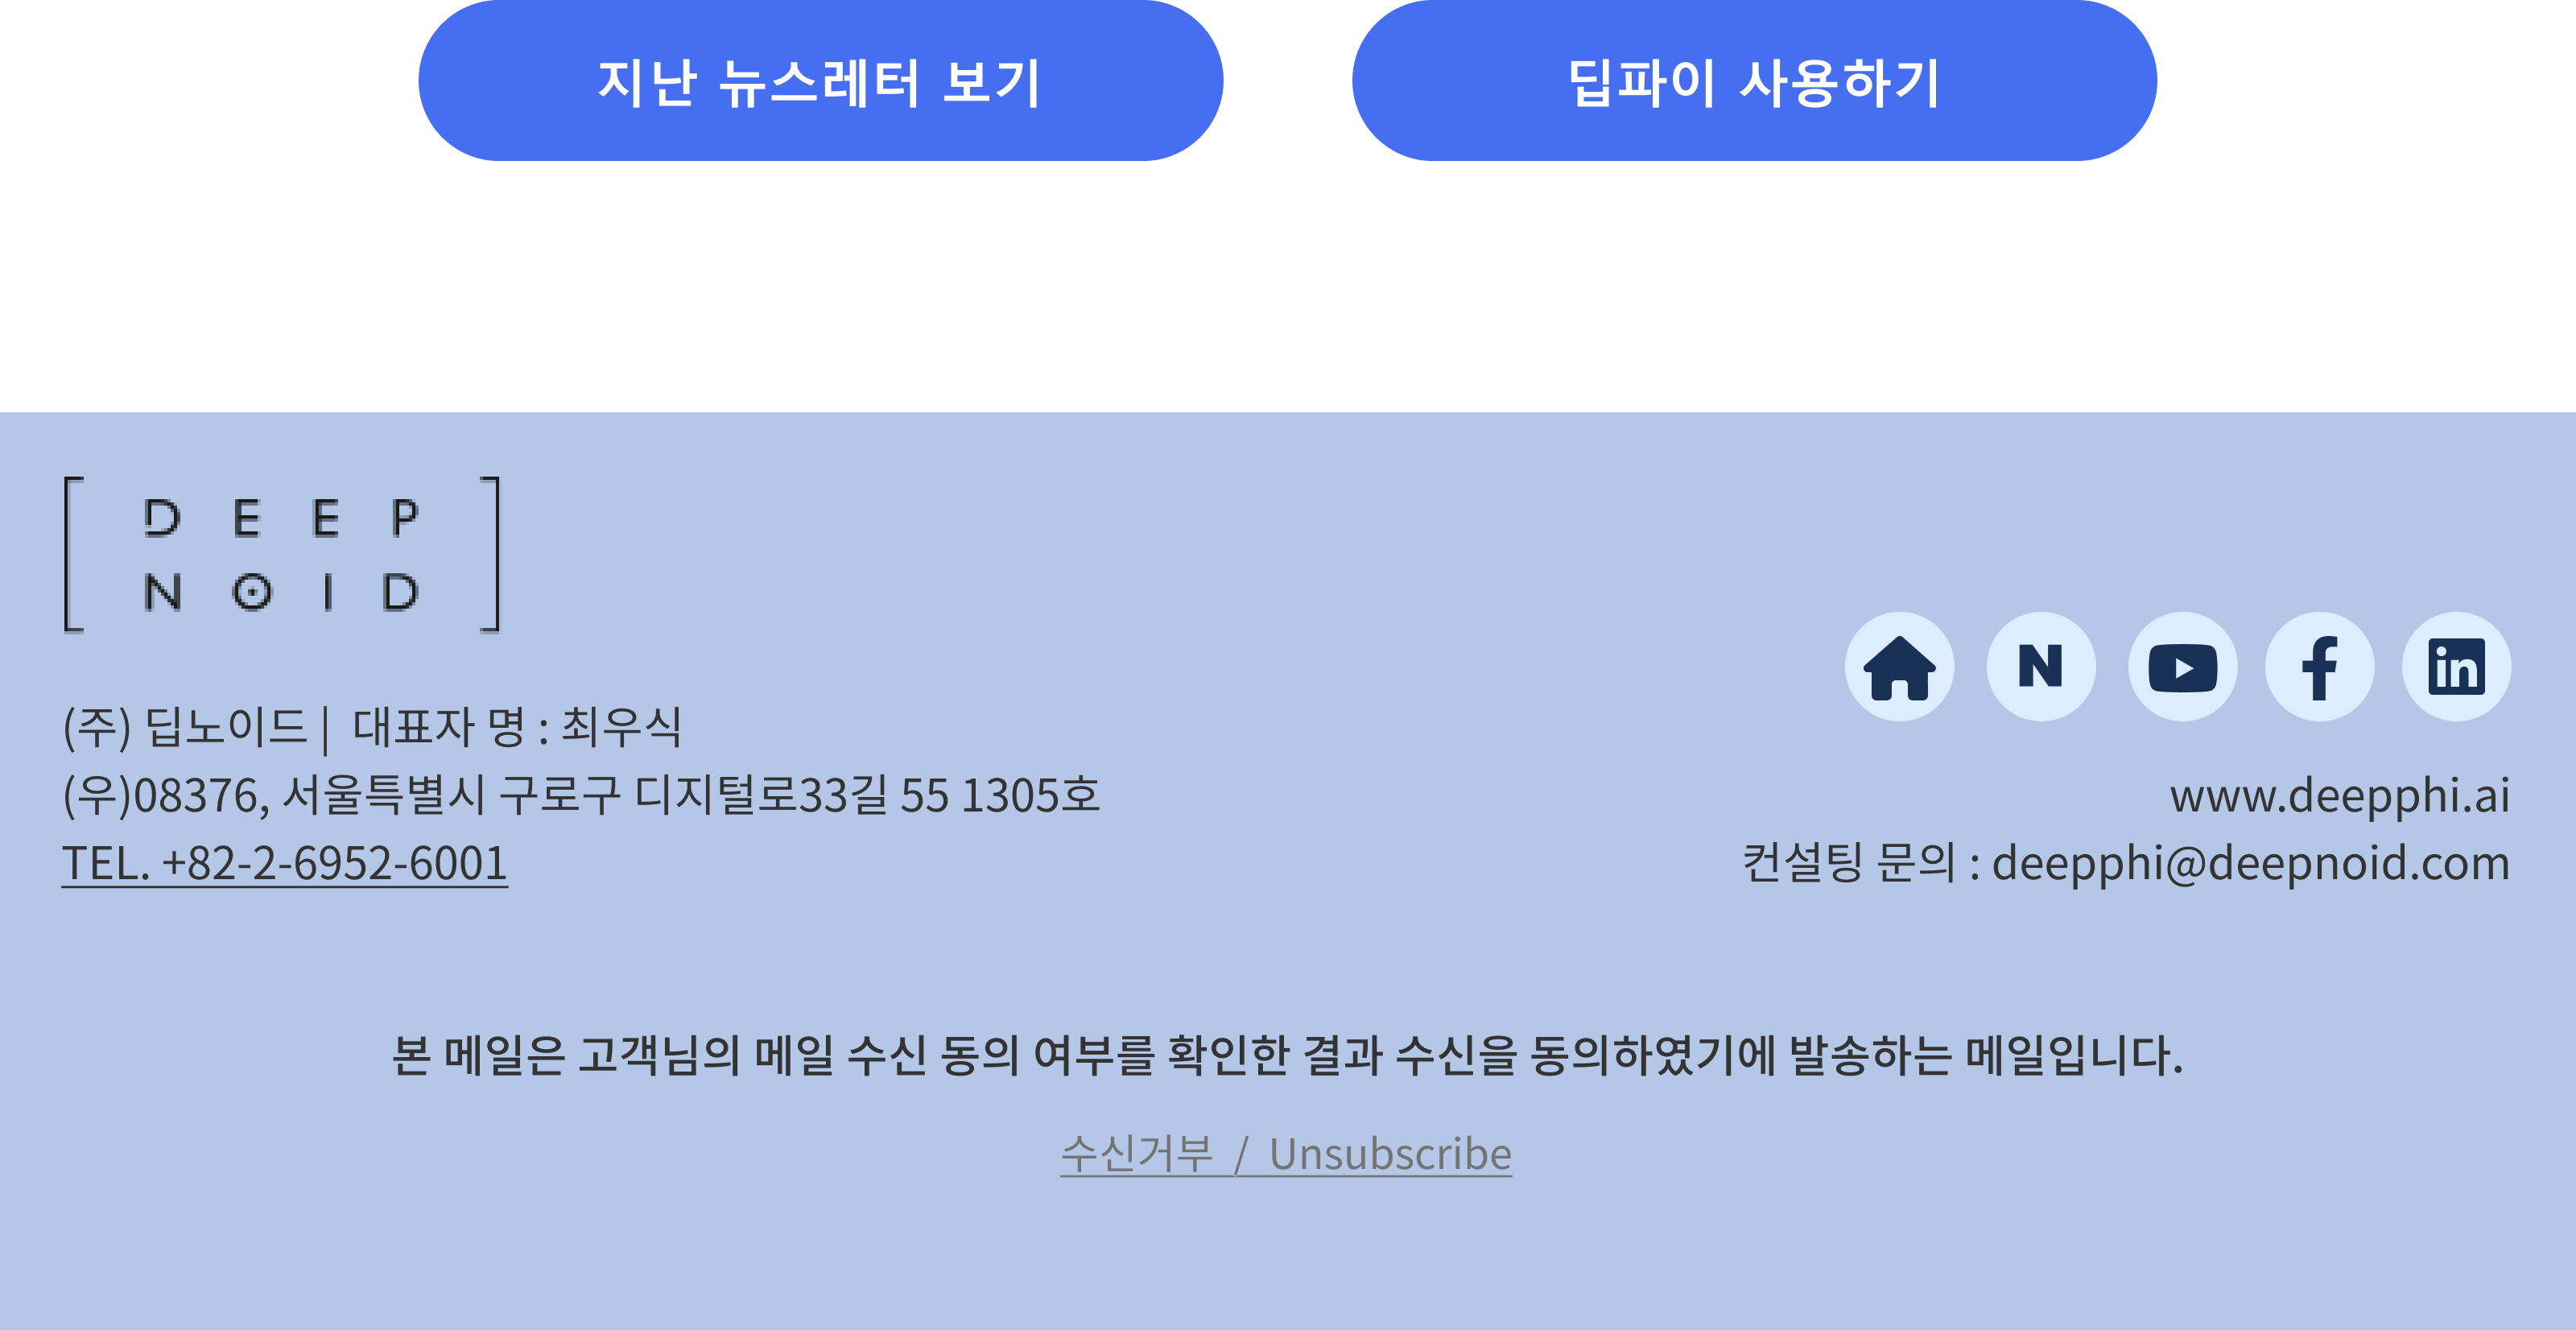 지난 뉴스레터 보기
딥파이 사용하기
DEEP
NOID
(주) 딥노이드 | 대표자 명 : 최우식
(우)08376, 서울특별시 구로구 디지털로33길 55 1305호
TEL. +82-2-6952-6001
N
f
in
www.deepphi.ai
컨설팅 문의 : deepphi@deepnoid.com
본 메일은 고객님의 메일 수신 동의 여부를 확인한 결과 수신을 동의하였기에 발송하는 메일입니다.
수신거부 / Unsubscribe